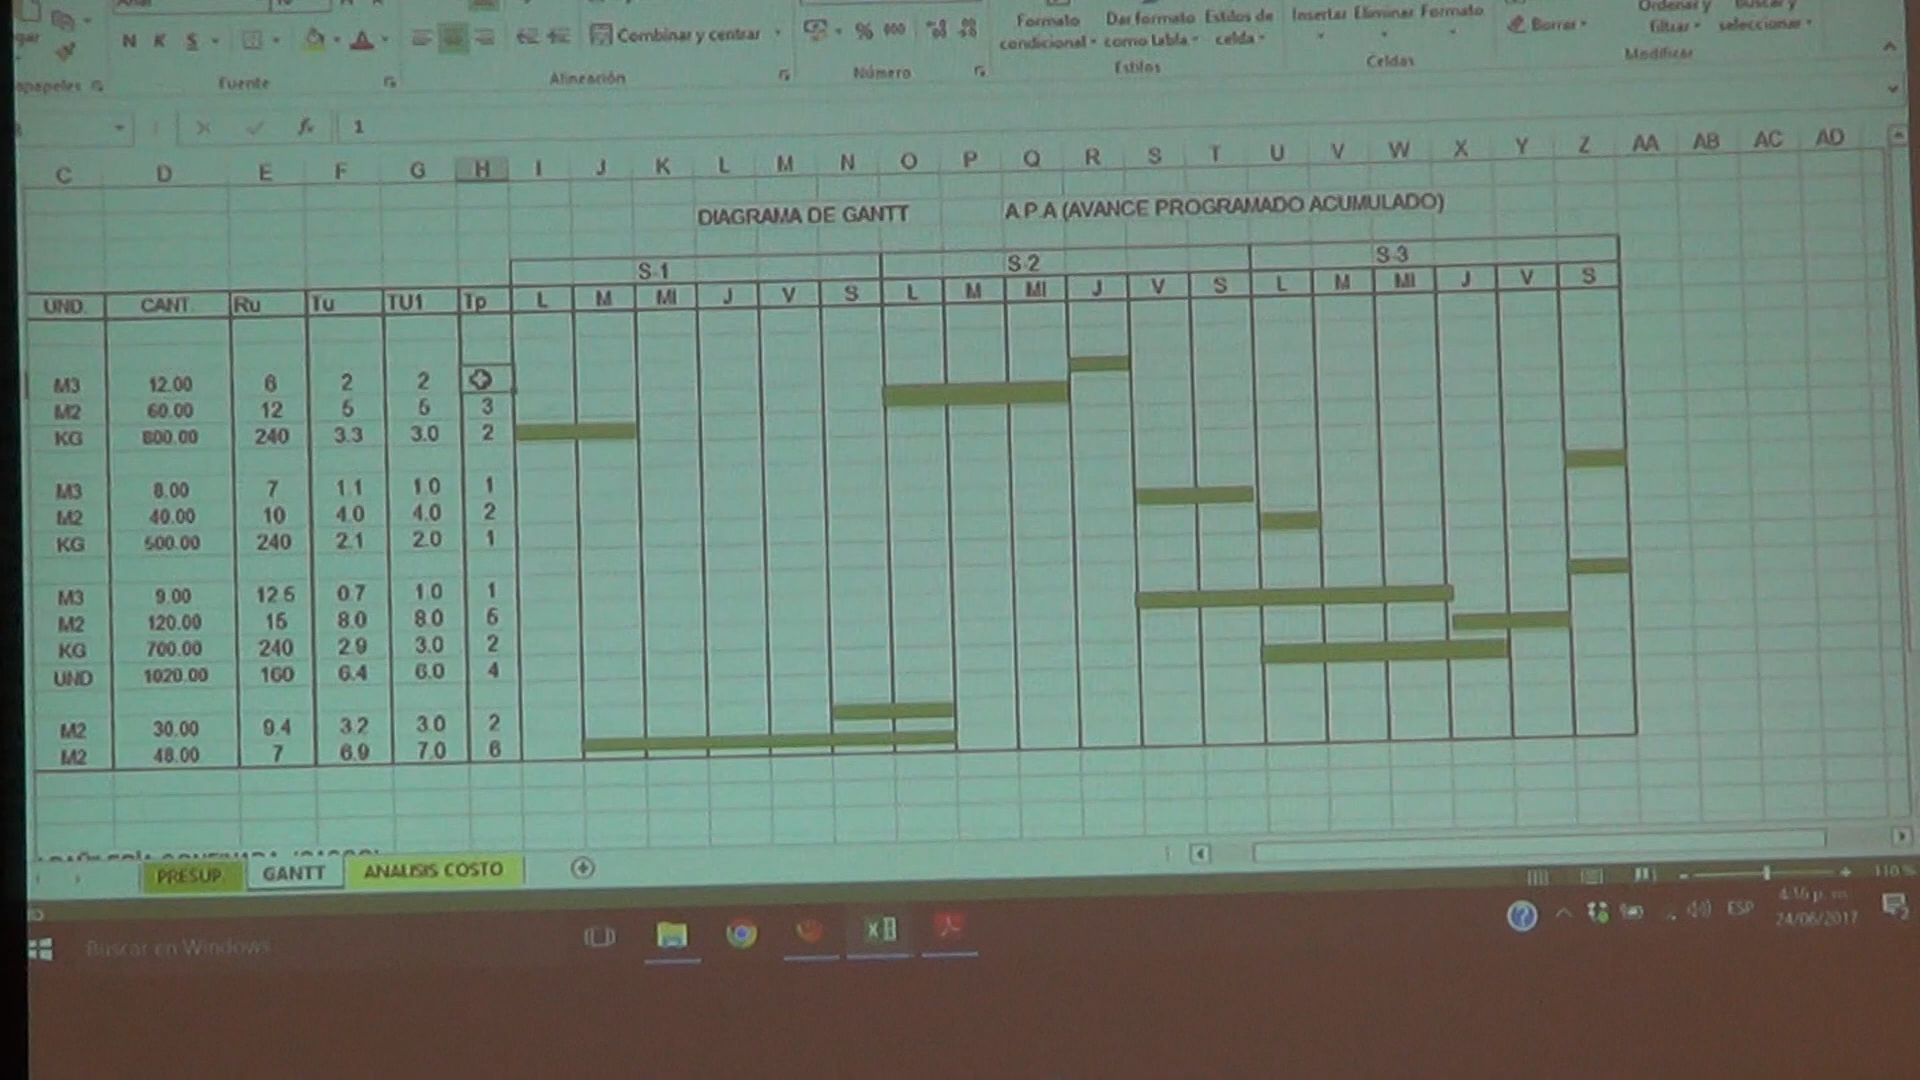 N K S Combinar y centrar % 000 Formato condicional Dar formato como tabla Estilos de celda Insertar Eliminar Formato Borrar Ordenar y filtrar seleccionar
Fuente Alineación Número Estilos Celdas Modificar
fx 1
C D E F G H I J K L M N O P Q R S T U V W X Y Z AA AB AC AD
DIAGRAMA DE GANTT A P A (AVANCE PROGRAMADO ACUMULADO)
S-1 S-2 S-3
UND. CANT. Ru Tu TU1 Tp L M MI J V S L M MI J V S L M MI J V S
M3 12.00 6 2 2
M2 60.00 12 5 5 3
KG 800.00 240 3.3 3.0 2
M3 8.00 7 1.1 1.0 1
M2 40.00 10 4.0 4.0 2
KG 500.00 240 2.1 2.0 1
M3 9.00 12.5 0.7 1.0 1
M2 120.00 15 8.0 8.0 5
KG 700.00 240 2.9 3.0 2
UND 1020.00 160 6.4 6.0 4
M2 30.00 9.4 3.2 3.0 2
M2 48.00 7 6.9 7.0 6
PRESUP. GANTT ANALISIS COSTO
110 %
Buscar en Windows
ESP
4:16 p. m.
24/06/2017